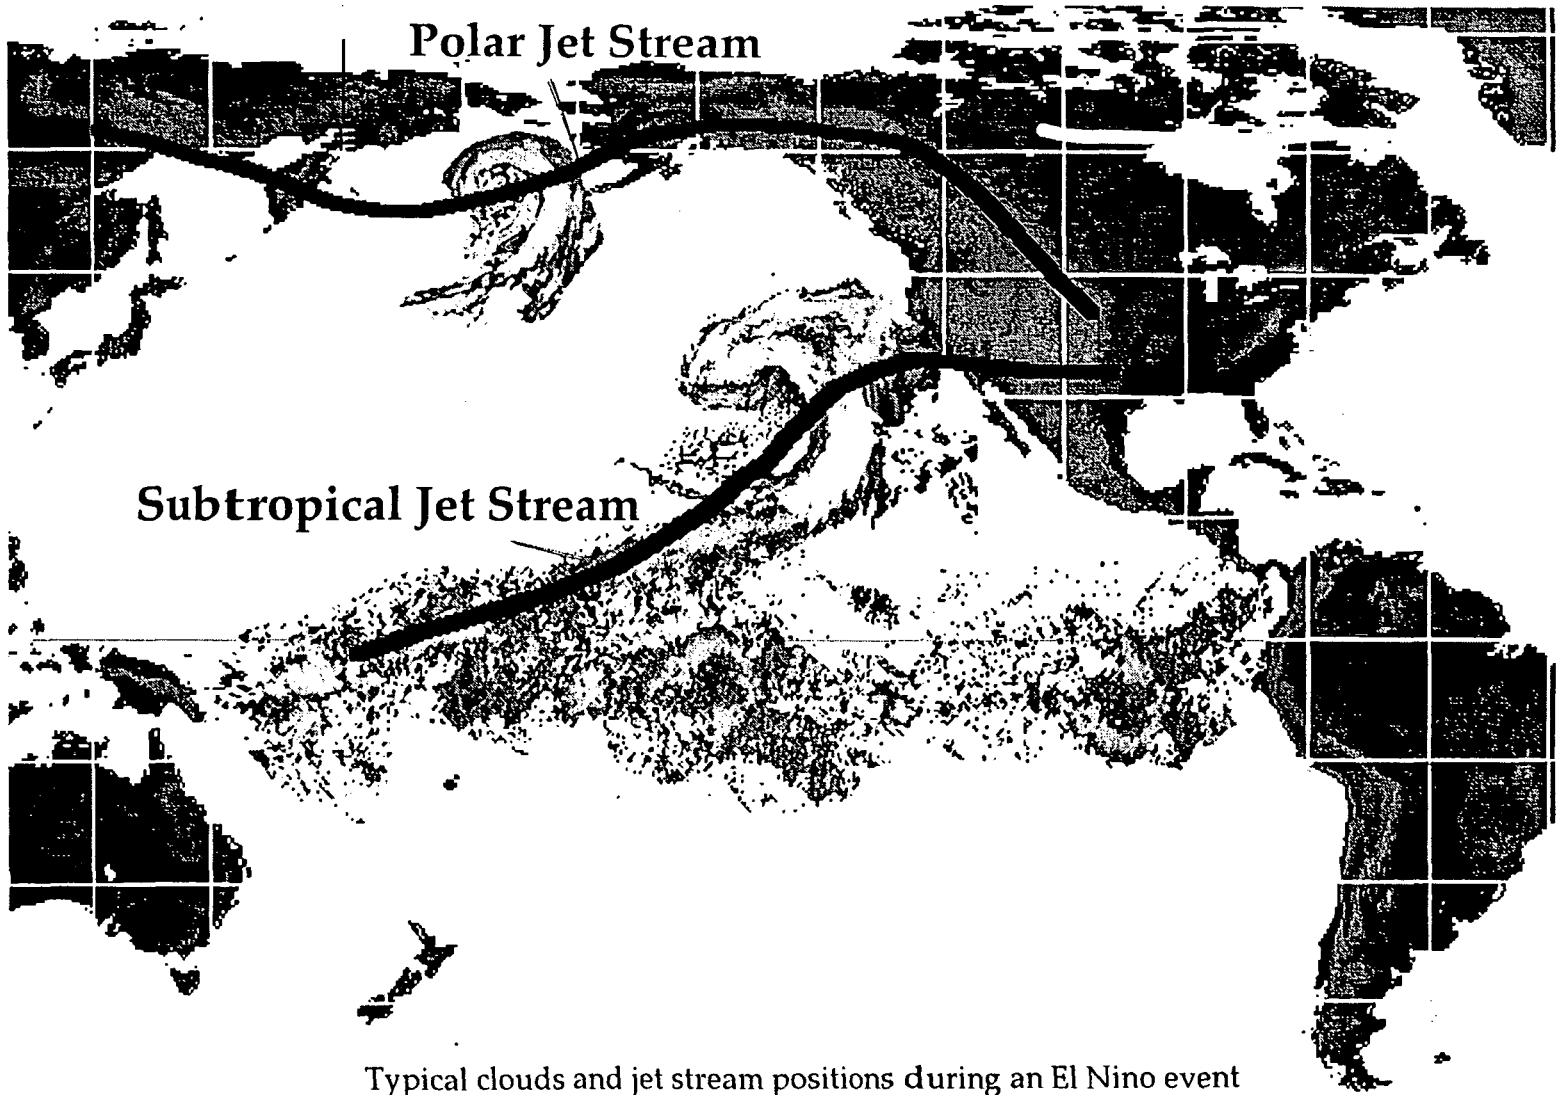 Polar Jet Stream
Subtropical Jet Stream
Typical clouds and jet stream positions during an El Nino event